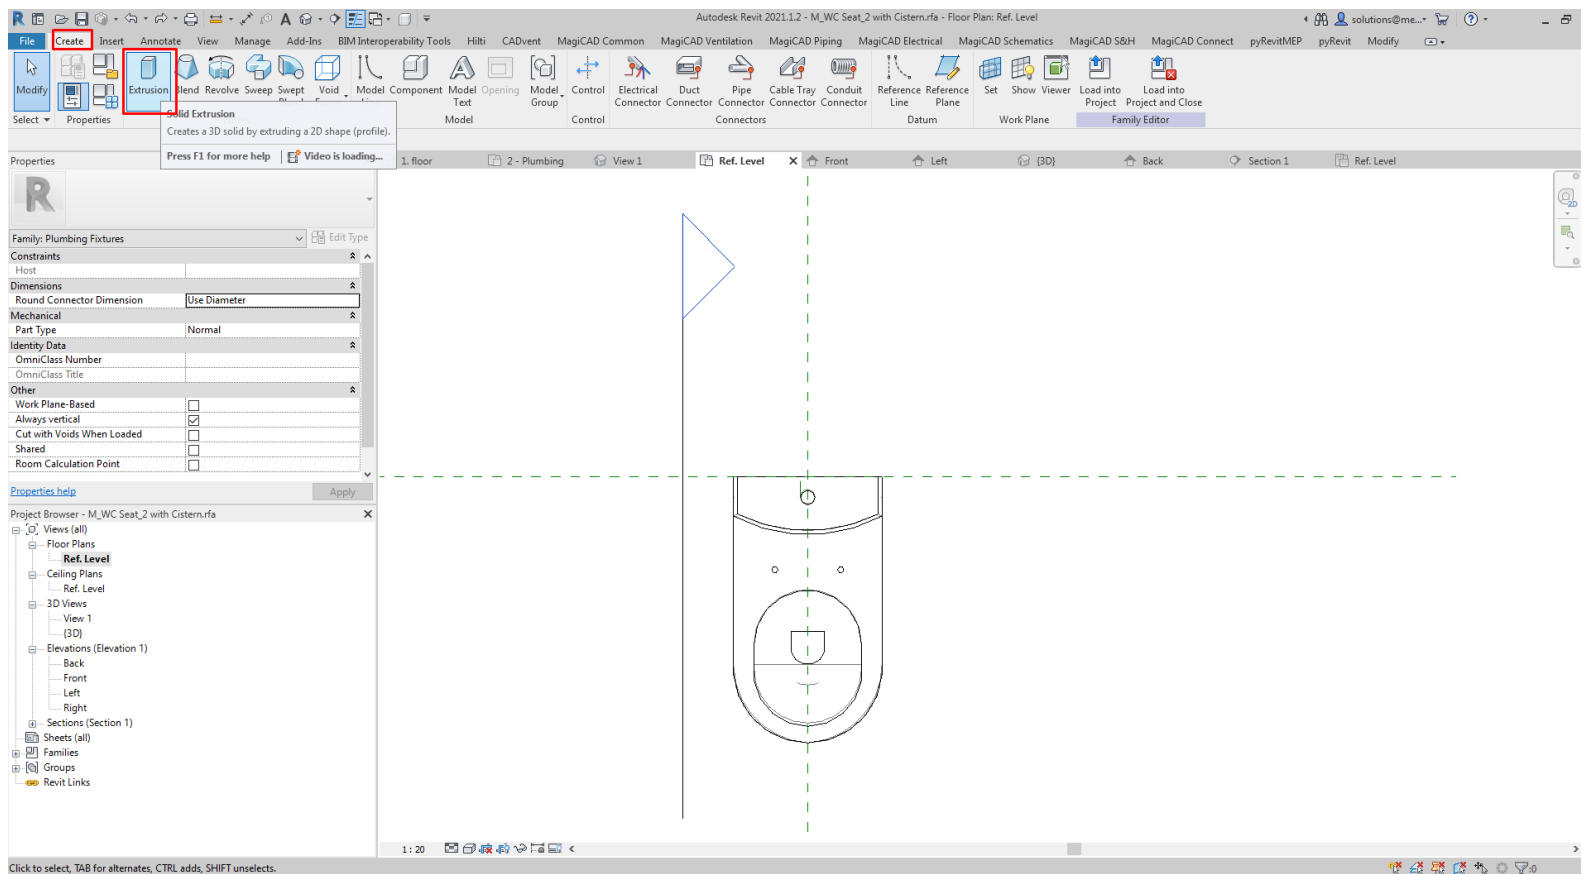 Autodesk Revit 2021.1.2 - M_WC Seat_2 with Cistern.rfa - Floor Plan: Ref. Level
solutions@me...
File Create Insert Annotate View Manage Add-Ins BIM Interoperability Tools Hilti CADvent MagiCAD Common MagiCAD Ventilation MagiCAD Piping MagiCAD Electrical MagiCAD Schematics MagiCAD S&H MagiCAD Connect pyRevitMEP pyRevit Modify
Modify Extrusion Blend Revolve Sweep Swept Void Model Component Model Opening Model Control Electrical Duct Pipe Cable Tray Conduit Reference Reference Set Show Viewer Load into Load into
Text Group Connector Connector Connector Connector Connector Line Plane Project Project and Close
Select Properties Model Control Connectors Datum Work Plane Family Editor
Solid Extrusion
Creates a 3D solid by extruding a 2D shape (profile).
Press F1 for more help Video is loading...
Properties 1. floor 2 - Plumbing View 1 Ref. Level X Front Left {3D} Back Section 1 Ref. Level
R
2D
Family: Plumbing Fixtures Edit Type
Constraints
Host
Dimensions
Round Connector Dimension Use Diameter
Mechanical
Part Type Normal
Identity Data
OmniClass Number
OmniClass Title
Other
Work Plane-Based
Always vertical
Cut with Voids When Loaded
Shared
Room Calculation Point
Properties help Apply
Project Browser - M_WC Seat_2 with Cistern.rfa
Views (all)
Floor Plans
Ref. Level
Ceiling Plans
Ref. Level
3D Views
View 1
{3D}
Elevations (Elevation 1)
Back
Front
Left
Right
Sections (Section 1)
Sheets (all)
Families
Groups
Revit Links
1 : 20
Click to select, TAB for alternates, CTRL adds, SHIFT unselects.
:0